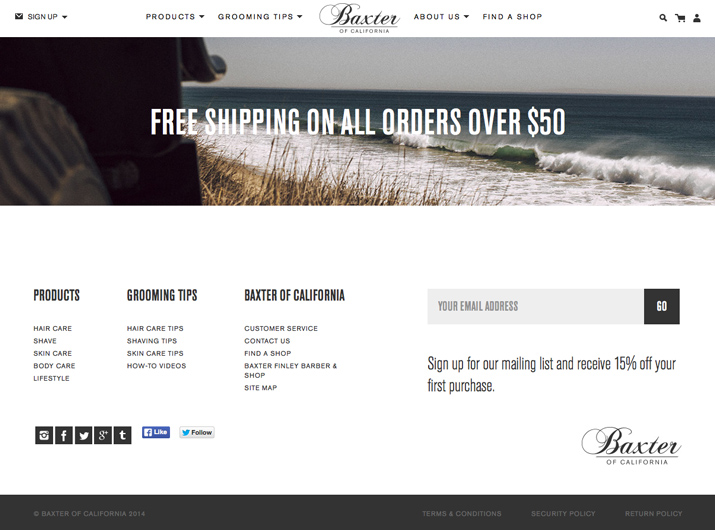 SIGN UP
PRODUCTS
GROOMING TIPS
Baxter
OF CALIFORNIA
ABOUT US
FIND A SHOP
FREE SHIPPING ON ALL ORDERS OVER $50
PRODUCTS
HAIR CARE
SHAVE
SKIN CARE
BODY CARE
LIFESTYLE
GROOMING TIPS
HAIR CARE TIPS
SHAVING TIPS
SKIN CARE TIPS
HOW-TO VIDEOS
BAXTER OF CALIFORNIA
CUSTOMER SERVICE
CONTACT US
FIND A SHOP
BAXTER FINLEY BARBER &
SHOP
SITE MAP
YOUR EMAIL ADDRESS
GO
Sign up for our mailing list and receive 15% off your
first purchase.
f
g+
t
f Like
Follow
Baxter
OF CALIFORNIA
© BAXTER OF CALIFORNIA 2014
TERMS & CONDITIONS
SECURITY POLICY
RETURN POLICY